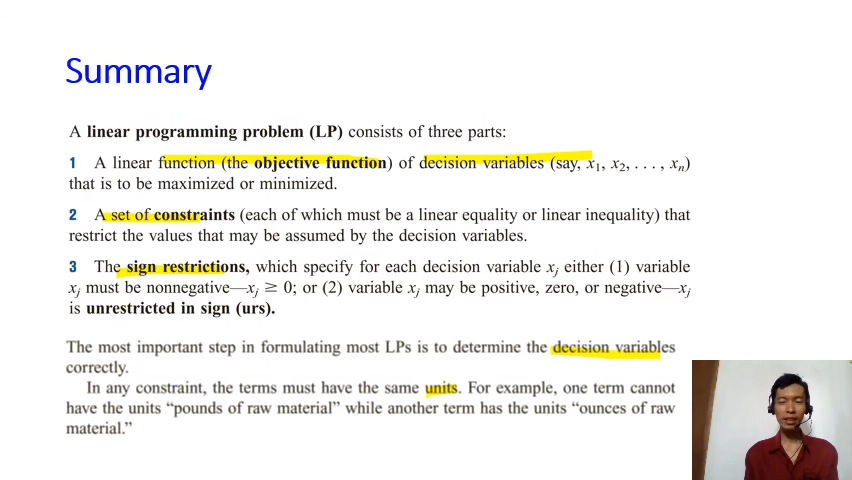 Summary
A linear programming problem (LP) consists of three parts:
1 A linear function (the objective function) of decision variables (say, x1, x2, . . . , xn)
that is to be maximized or minimized.
2 A set of constraints (each of which must be a linear equality or linear inequality) that
restrict the values that may be assumed by the decision variables.
3 The sign restrictions, which specify for each decision variable xj either (1) variable
xj must be nonnegative—xj ≥ 0; or (2) variable xj may be positive, zero, or negative—xj
is unrestricted in sign (urs).
The most important step in formulating most LPs is to determine the decision variables
correctly.
In any constraint, the terms must have the same units. For example, one term cannot
have the units “pounds of raw material” while another term has the units “ounces of raw
material.”